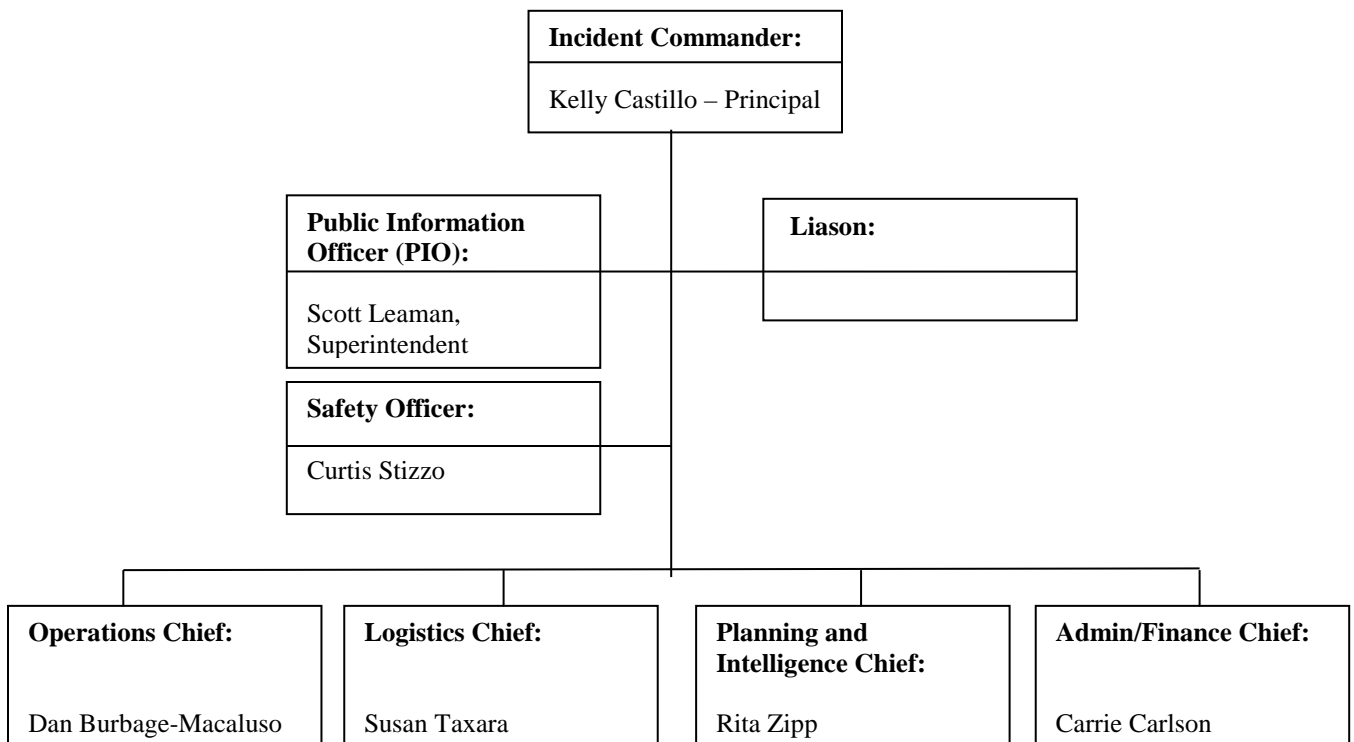 Incident Commander:
Kelly Castillo – Principal
Public Information
Officer (PIO):
Scott Leaman,
Superintendent
Liason:
Safety Officer:
Curtis Stizzo
Operations Chief:
Dan Burbage-Macaluso
Logistics Chief:
Susan Taxara
Planning and
Intelligence Chief:
Rita Zipp
Admin/Finance Chief:
Carrie Carlson